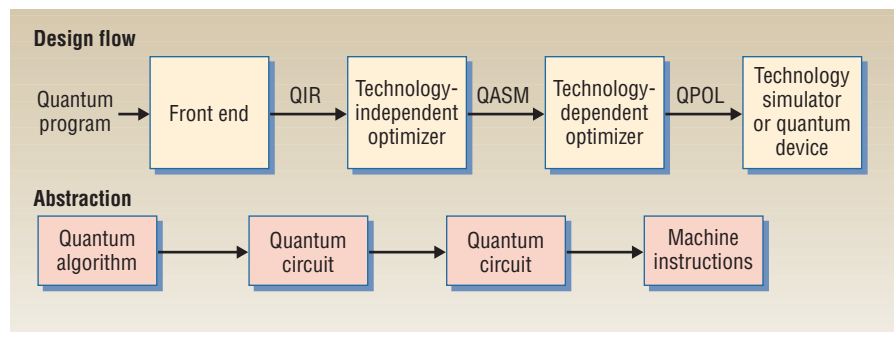 Design flow
Quantum
program
Front end
QIR
Technology-
independent
optimizer
QASM
Technology-
dependent
optimizer
QPOL
Technology
simulator
or quantum
device
Abstraction
Quantum
algorithm
Quantum
circuit
Quantum
circuit
Machine
instructions